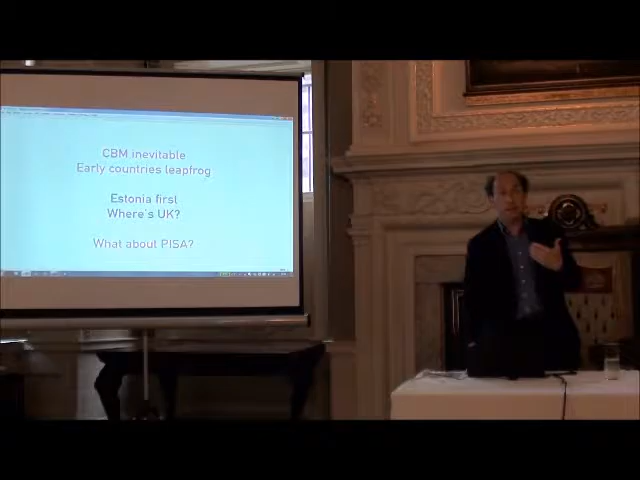 CBM inevitable
Early countries leapfrog
Estonia first
Where's UK?
What about PISA?